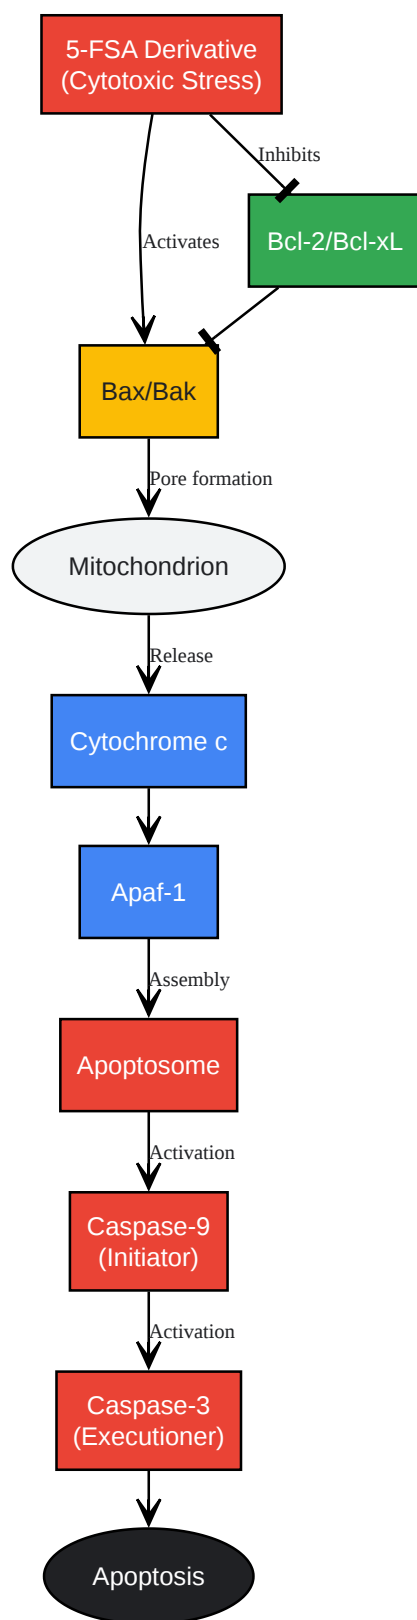 5-FSA Derivative
(Cytotoxic Stress)
Inhibits
Activates
Bcl-2/Bcl-xL
Bax/Bak
Pore formation
Mitochondrion
Release
Cytochrome c
Apaf-1
Assembly
Apoptosome
Activation
Caspase-9
(Initiator)
Activation
Caspase-3
(Executioner)
Apoptosis